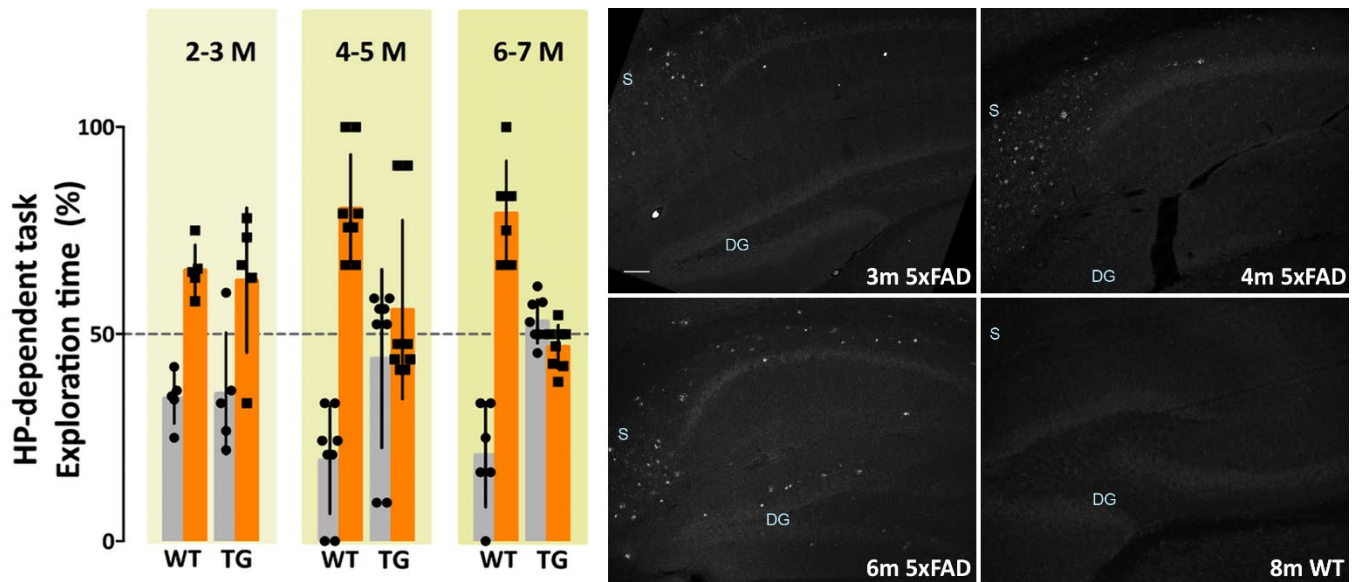 2-3 M
4-5 M
6-7 M
HP-dependent task
Exploration time (%)
100
50
0
WT TG
WT TG
WT TG
S
DG
3m 5xFAD
S
DG
4m 5xFAD
S
DG
6m 5xFAD
S
DG
8m WT